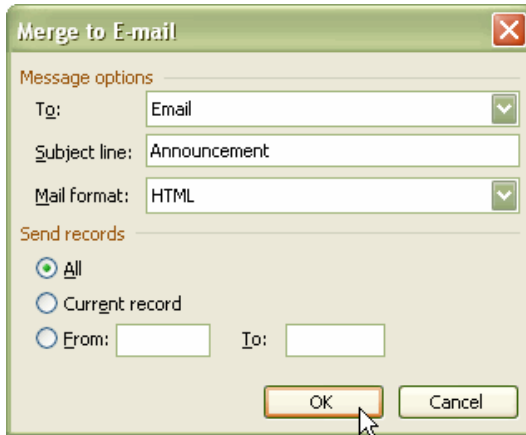 Merge to E-mail
Message options
To: Email
Subject line: Announcement
Mail format: HTML
Send records
All
Current record
From: To:
OK Cancel